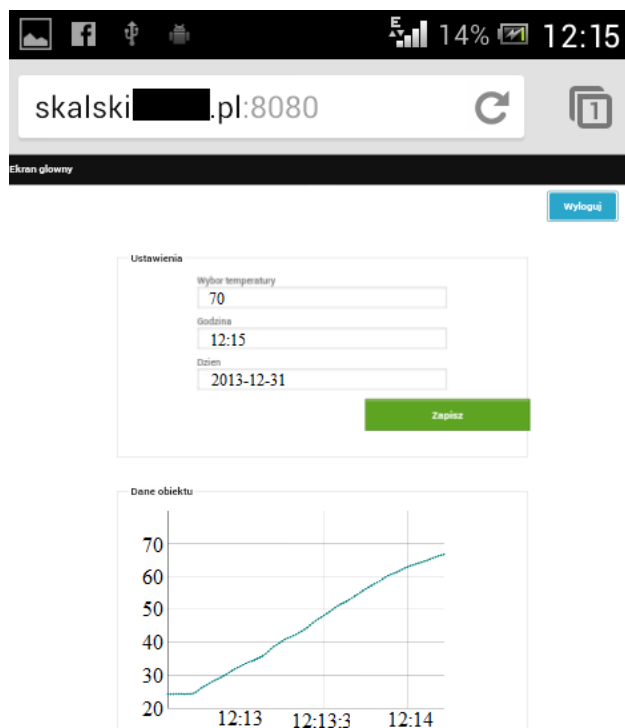 E 14% 12:15
skalski .pl:8080 1
Ekran glowny
Wyloguj
Ustawienia
Wybor temperatury
70
Godzina
12:15
Dzien
2013-12-31
Zapisz
Dane obiektu
70
60
50
40
30
20
12:13 12:13:3 12:14